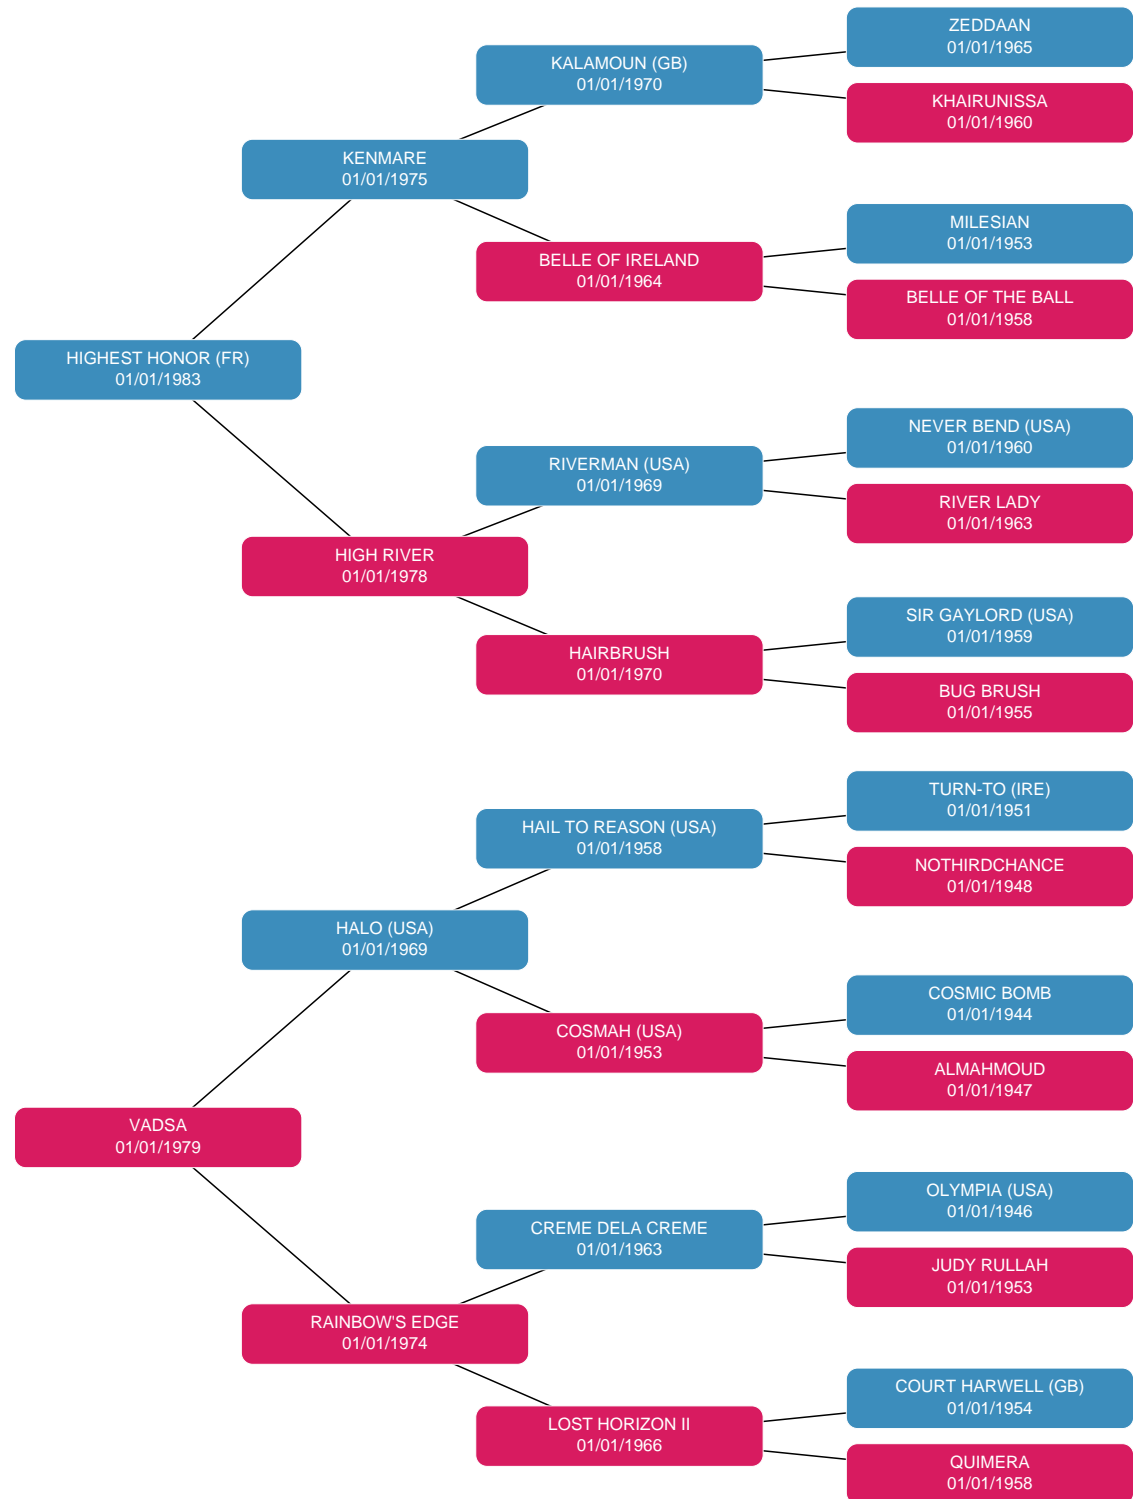 ZEDDAAN
01/01/1965
KALAMOUN (GB)
01/01/1970
KHAIRUNISSA
01/01/1960
KENMARE
01/01/1975
MILESIAN
01/01/1953
BELLE OF IRELAND
01/01/1964
BELLE OF THE BALL
01/01/1958
HIGHEST HONOR (FR)
01/01/1983
NEVER BEND (USA)
01/01/1960
RIVERMAN (USA)
01/01/1969
RIVER LADY
01/01/1963
HIGH RIVER
01/01/1978
SIR GAYLORD (USA)
01/01/1959
HAIRBRUSH
01/01/1970
BUG BRUSH
01/01/1955
TURN-TO (IRE)
01/01/1951
HAIL TO REASON (USA)
01/01/1958
NOTHIRDCHANCE
01/01/1948
HALO (USA)
01/01/1969
COSMIC BOMB
01/01/1944
COSMAH (USA)
01/01/1953
ALMAHMOUD
01/01/1947
VADSA
01/01/1979
OLYMPIA (USA)
01/01/1946
CREME DELA CREME
01/01/1963
JUDY RULLAH
01/01/1953
RAINBOW'S EDGE
01/01/1974
COURT HARWELL (GB)
01/01/1954
LOST HORIZON II
01/01/1966
QUIMERA
01/01/1958